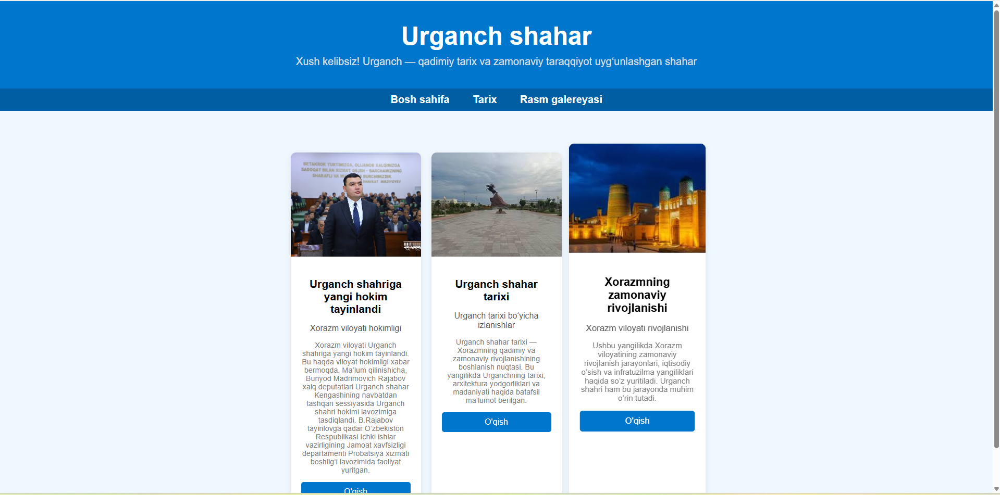 Urganch shahar
Xush kelibsiz! Urganch — qadimiy tarix va zamonaviy taraqqiyot uyg‘unlashgan shahar
Bosh sahifa
Tarix
Rasm galereyasi
BETAKROR YURTIMIZGA, OLIJANOB XALQIMIZGA
SADOQAT BILAN XIZMAT QILISH - BARCHAMIZNING
SHARAFLI VA BURCHIMIZDIR.
SHAVKAT MIRZIYOYEV
Urganch shahriga
yangi hokim
tayinlandi
Xorazm viloyati hokimligi
Xorazm viloyati Urganch
shahriga yangi hokim tayinlandi.
Bu haqda viloyat hokimligi xabar
bermoqda. Ma’lum qilinishicha,
Bunyod Madrimovich Rajabov
xalq deputatlari Urganch shahar
Kengashining navbatdan
tashqari sessiyasida Urganch
shahri hokimi lavozimiga
tasdiqlandi. B.Rajabov
tayinlovga qadar O‘zbekiston
Respublikasi Ichki ishlar
vazirligining Jamoat xavfsizligi
departamenti Probatsiya xizmati
boshlig‘i lavozimida faoliyat
yuritgan.
O'qish
Urganch shahar
tarixi
Urganch tarixi bo‘yicha
izlanishlar
Urganch shahar tarixi —
Xorazmning qadimiy va
zamonaviy rivojlanishining
boshlanish nuqtasi. Bu
yangilikda Urganchning tarixi,
arxitektura yodgorliklari va
madaniyati haqida batafsil
ma’lumot berilgan.
O'qish
Xorazmning
zamonaviy
rivojlanishi
Xorazm viloyati rivojlanishi
Ushbu yangilikda Xorazm
viloyatining zamonaviy
rivojlanish jarayonlari, iqtisodiy
o‘sish va infratuzilma yangiliklari
haqida so‘z yuritiladi. Urganch
shahri ham bu jarayonda muhim
o‘rin tutadi.
O'qish